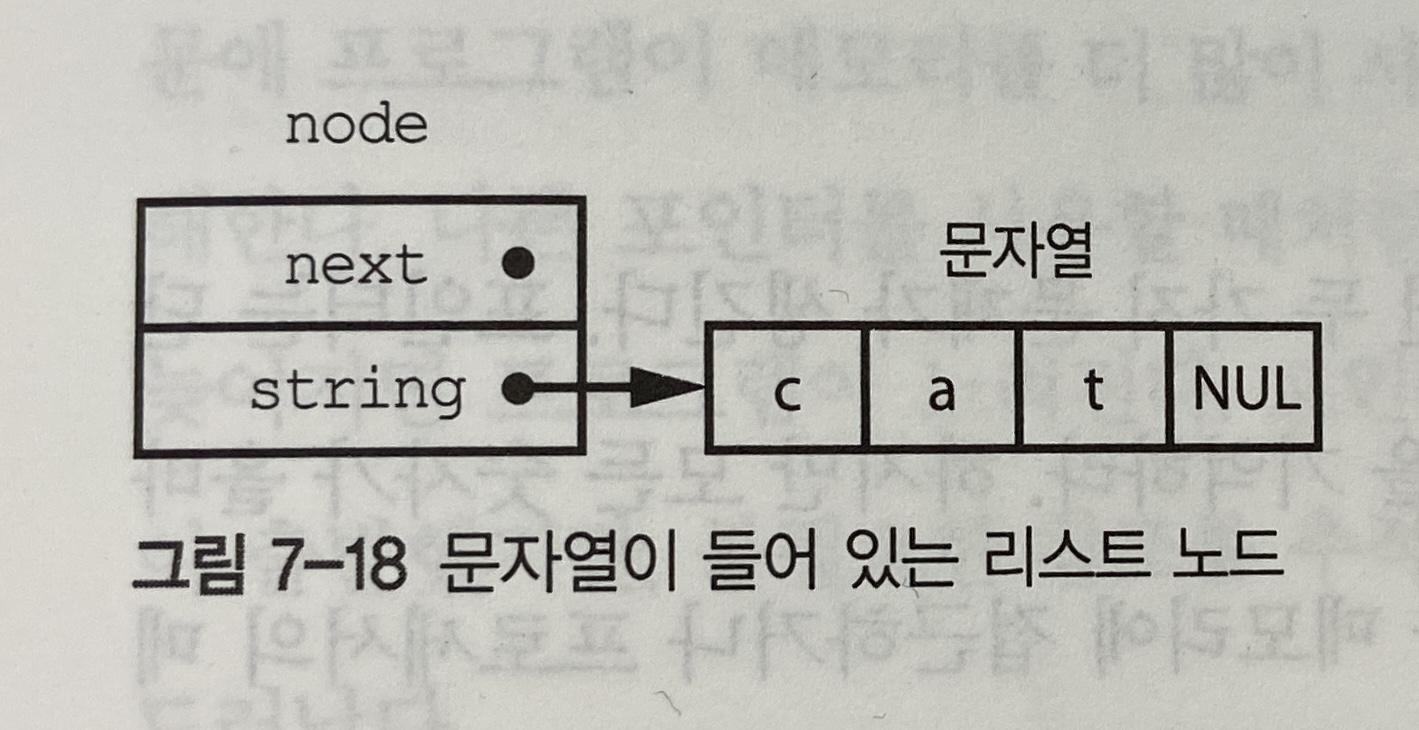 node
next
문자열
string
c a t NUL
그림 7-18 문자열이 들어 있는 리스트 노드